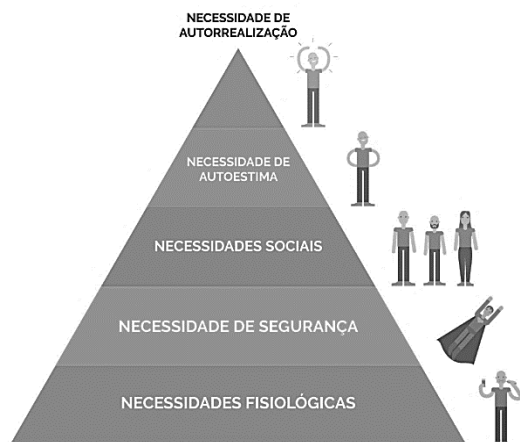 NECESSIDADE DE
AUTORREALIZAÇÃO
NECESSIDADE DE
AUTOESTIMA
NECESSIDADES SOCIAIS
NECESSIDADE DE SEGURANÇA
NECESSIDADES FISIOLÓGICAS